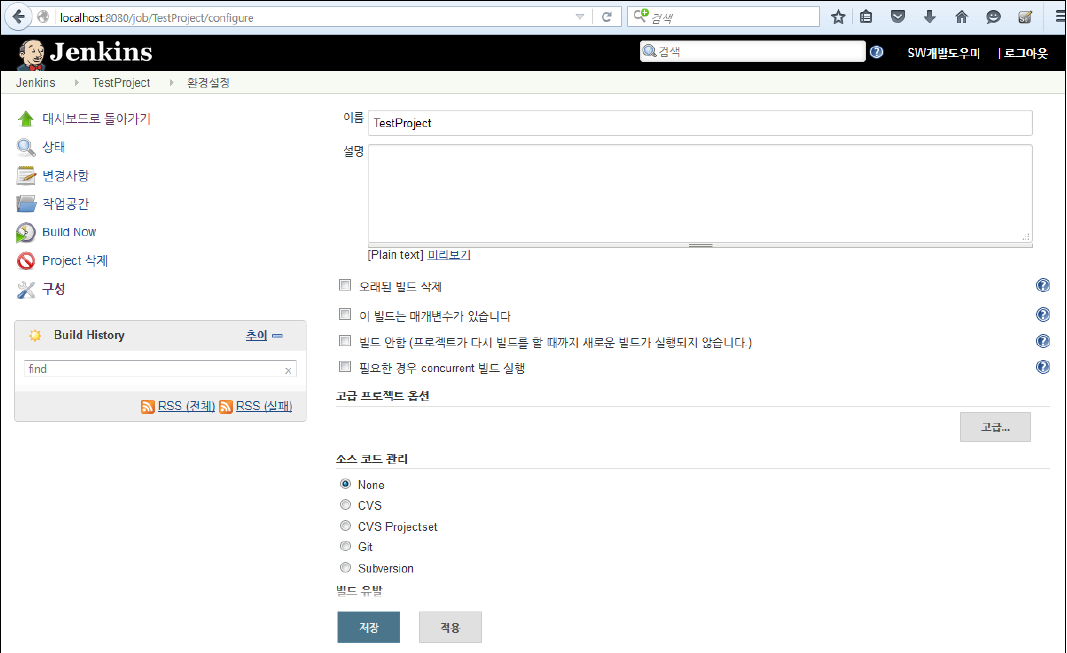 localhost:8080/job/TestProject/configure
검색
Jenkins
검색
SW개발도우미 | 로그아웃
Jenkins TestProject 환경설정
대시보드로 돌아가기
상태
변경사항
작업공간
Build Now
Project 삭제
구성
Build History 추이
find x
RSS (전체) RSS (실패)
이름 TestProject
설명
[Plain text] 미리보기
오래된 빌드 삭제
이 빌드는 매개변수가 있습니다
빌드 안함 (프로젝트가 다시 빌드를 할 때까지 새로운 빌드가 실행되지 않습니다.)
필요한 경우 concurrent 빌드 실행
고급 프로젝트 옵션
고급...
소스 코드 관리
None
CVS
CVS Projectset
Git
Subversion
빌드 유발
저장 적용